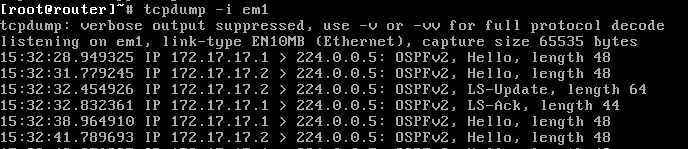 [root@router]~# tcpdump -i em1
tcpdump: verbose output suppressed, use -v or -vv for full protocol decode
listening on em1, link-type EN10MB (Ethernet), capture size 65535 bytes
15:32:28.949325 IP 172.17.17.1 > 224.0.0.5: OSPFv2, Hello, length 48
15:32:31.779245 IP 172.17.17.2 > 224.0.0.5: OSPFv2, Hello, length 48
15:32:32.454926 IP 172.17.17.2 > 224.0.0.5: OSPFv2, LS-Update, length 64
15:32:32.832361 IP 172.17.17.1 > 224.0.0.5: OSPFv2, LS-Ack, length 44
15:32:38.964910 IP 172.17.17.1 > 224.0.0.5: OSPFv2, Hello, length 48
15:32:41.789693 IP 172.17.17.2 > 224.0.0.5: OSPFv2, Hello, length 48